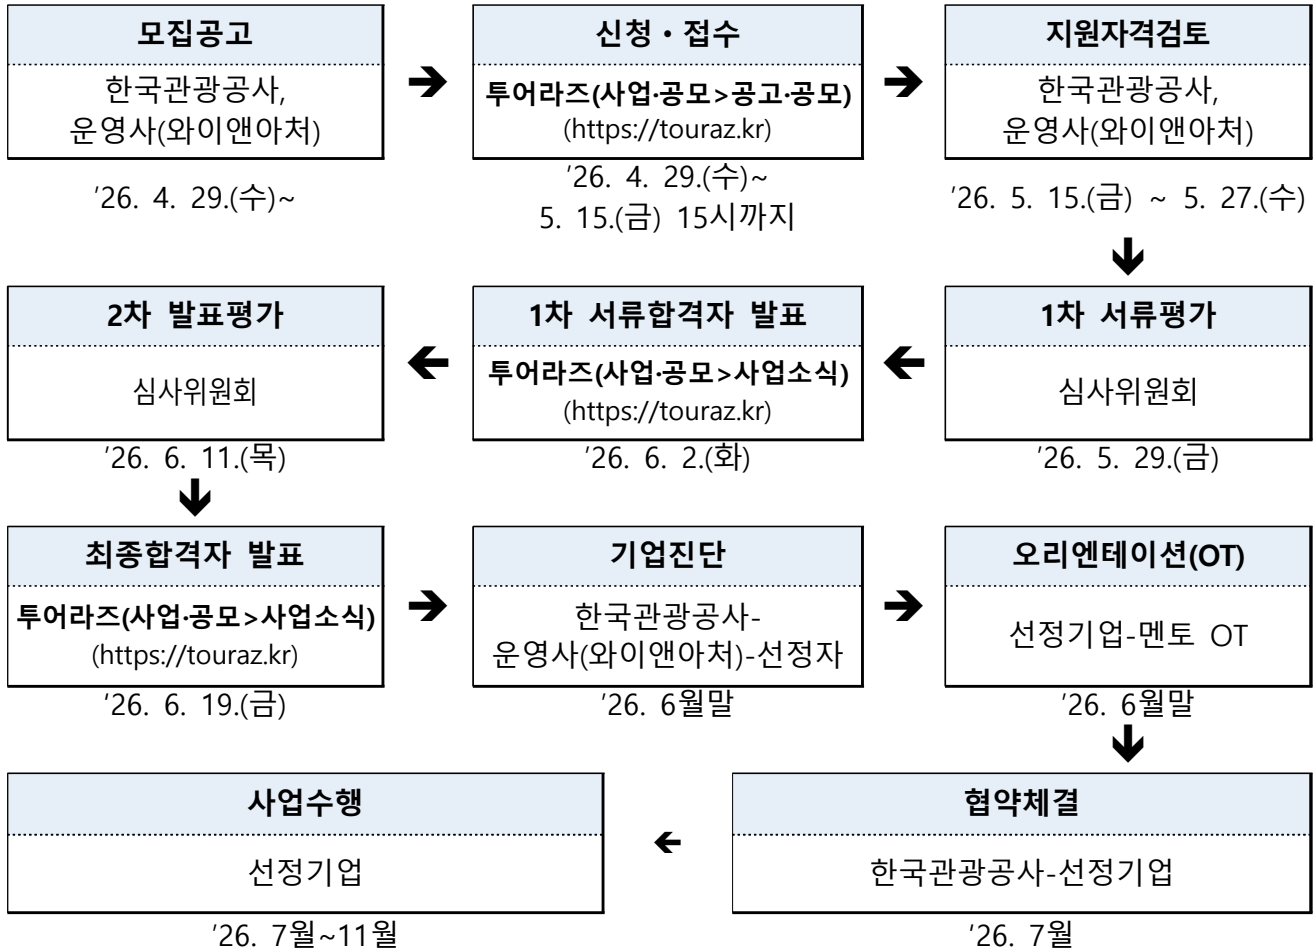 모집공고
한국관광공사,
운영사(와이앤아처)
'26. 4. 29.(수)~
신청・접수
투어라즈(사업·공모>공고·공모)
(https://touraz.kr)
'26. 4. 29.(수)~
5. 15.(금) 15시까지
지원자격검토
한국관광공사,
운영사(와이앤아처)
'26. 5. 15.(금) ~ 5. 27.(수)
1차 서류평가
심사위원회
'26. 5. 29.(금)
1차 서류합격자 발표
투어라즈(사업·공모>사업소식)
(https://touraz.kr)
'26. 6. 2.(화)
2차 발표평가
심사위원회
'26. 6. 11.(목)
최종합격자 발표
투어라즈(사업·공모>사업소식)
(https://touraz.kr)
'26. 6. 19.(금)
기업진단
한국관광공사-
운영사(와이앤아처)-선정자
'26. 6월말
오리엔테이션(OT)
선정기업-멘토 OT
'26. 6월말
협약체결
한국관광공사-선정기업
'26. 7월
사업수행
선정기업
'26. 7월~11월